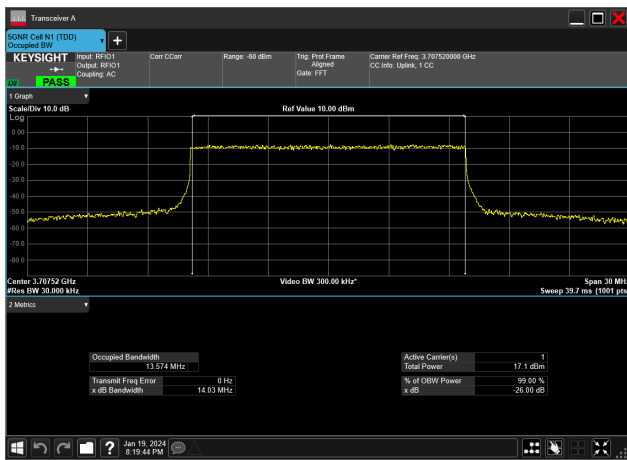 Transceiver A
5GNR Cell N1 (TDD)
Occupied BW
KEYSIGHT
LXI
PASS
Input: RFIO1
Output: RFIO1
Coupling: AC
Corr CCorr
Range: -60 dBm
Trig: Prot Frame
Aligned
Gate: FFT
Carrier Ref Freq: 3.707520000 GHz
CC Info: Uplink, 1 CC
1 Graph
Scale/Div 10.0 dB
Ref Value 10.00 dBm
Log
0.00
-10.0
-20.0
-30.0
-40.0
-50.0
-60.0
-70.0
-80.0
Center 3.70752 GHz
Video BW 300.00 kHz*
Span 30 MHz
#Res BW 30.000 kHz
Sweep 39.7 ms (1001 pts
2 Metrics
Occupied Bandwidth
13.574 MHz
Transmit Freq Error 0 Hz
x dB Bandwidth 14.03 MHz
Active Carrier(s) 1
Total Power 17.1 dBm
% of OBW Power 99.00 %
x dB -26.00 dB
?
Jan 19, 2024
8:19:44 PM